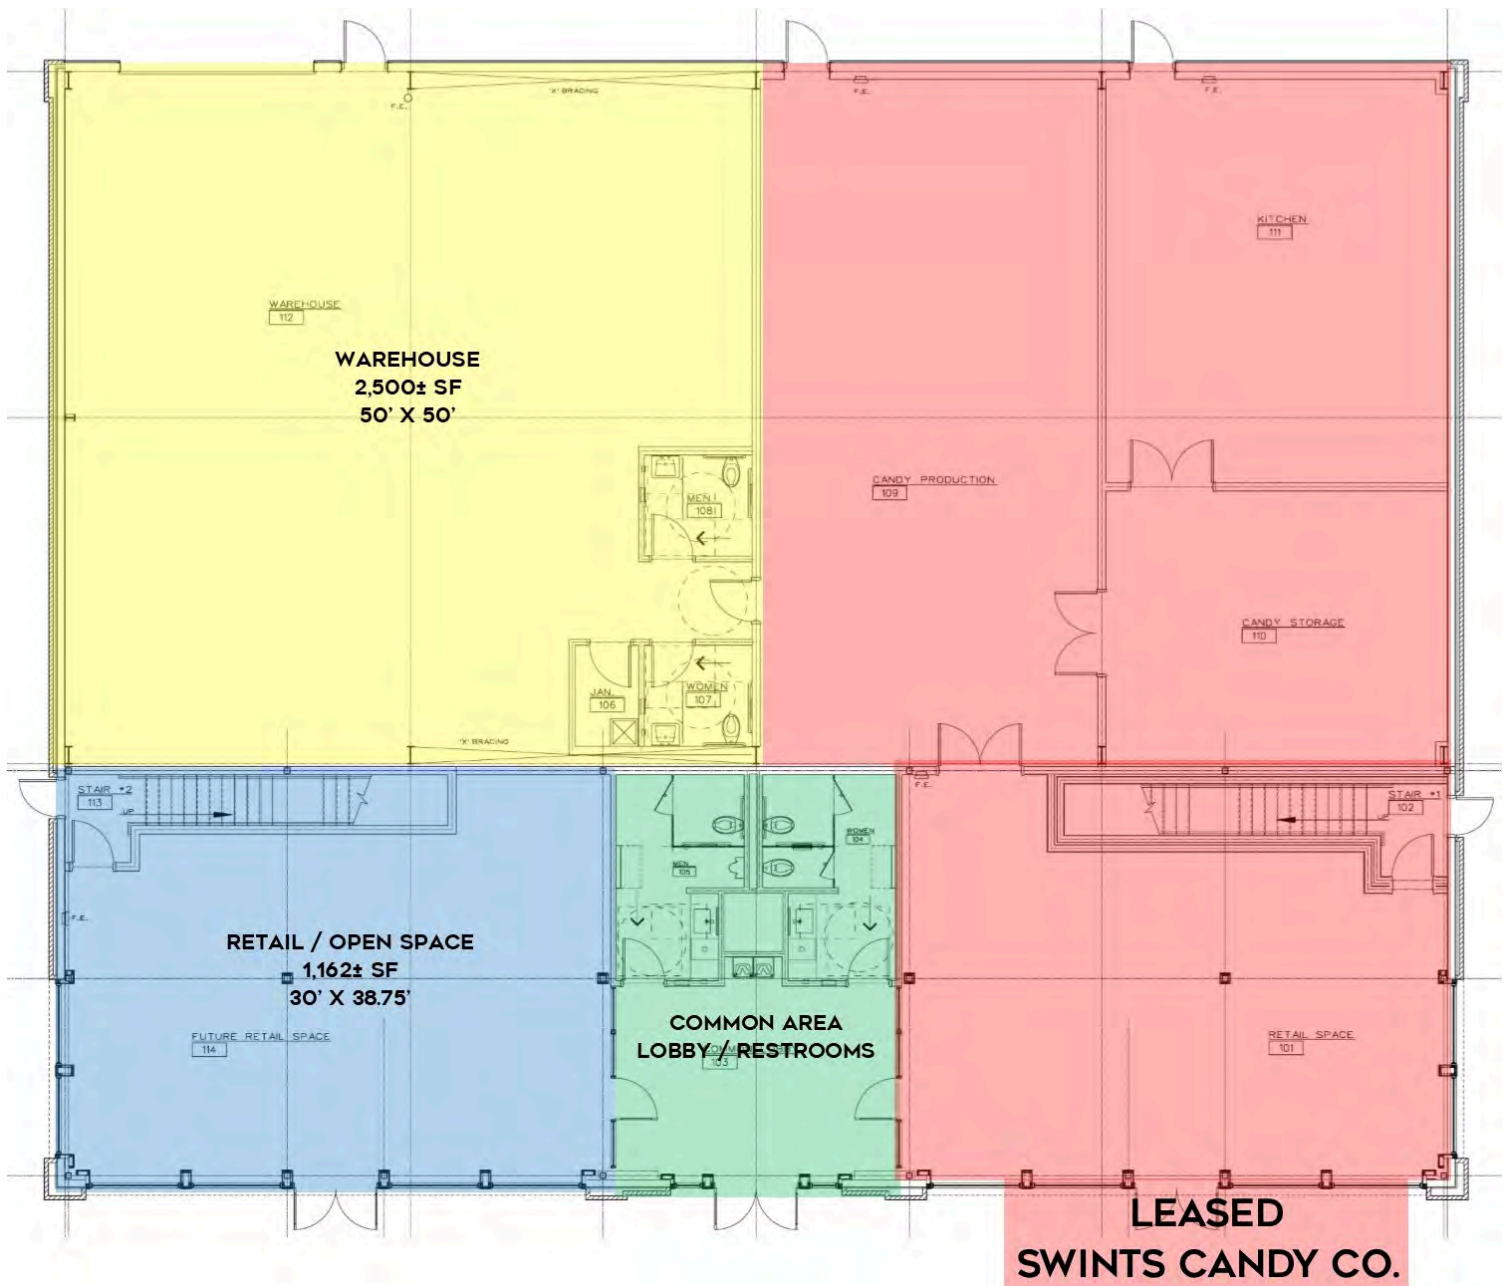 'X' BRACING
F.E.
F.E.
F.E.
KITCHEN
111
WAREHOUSE
112
WAREHOUSE
2,500± SF
50' X 50'
CANDY PRODUCTION
109
MEN
108
CANDY STORAGE
110
WOMEN
107
JAN.
106
'X' BRACING
STAIR #2
113
UP
F.E.
STAIR #1
102
UP
WOMEN
104
MEN
105
F.E.
RETAIL / OPEN SPACE
1,162± SF
30' X 38.75'
FUTURE RETAIL SPACE
114
COMMON AREA
LOBBY / RESTROOMS
103
RETAIL SPACE
101
LEASED
SWINTS CANDY CO.